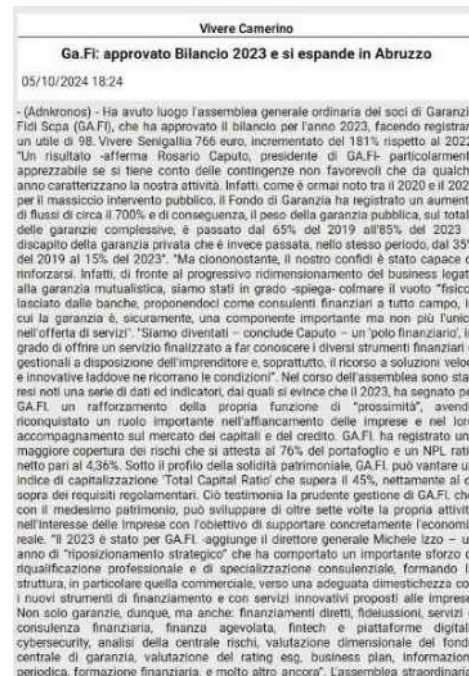 Vivere Camerino
Ga.Fi: approvato Bilancio 2023 e si espande in Abruzzo
05/10/2024 18:24
- (Adnkronos) - Ha avuto luogo l'assemblea generale ordinaria dei soci di Garanzi
Fidi Scpa (GA.FI), che ha approvato il bilancio per l'anno 2023, facendo registrar
un utile di 98. Vivere Senigallia 766 euro, incrementato del 181% rispetto al 2022
"Un risultato -afferma Rosario Caputo, presidente di GA.FI- particolarment
apprezzabile se si tiene conto delle contingenze non favorevoli che da qualch
anno caratterizzano la nostra attività. Infatti, come è ormai noto tra il 2020 e il 202
per il massiccio intervento pubblico, il Fondo di Garanzia ha registrato un aument
di flussi di circa il 700% e di conseguenza, il peso della garanzia pubblica, sul total
delle garanzie complessive, è passato dal 65% del 2019 all'85% del 2023
discapito della garanzia privata che è invece passata, nello stesso periodo, dal 35
del 2019 al 15% del 2023". "Ma ciononostante, il nostro confidi è stato capace d
rinforzarsi. Infatti, di fronte al progressivo ridimensionamento del business legat
alla garanzia mutualistica, siamo stati in grado -spiega- colmare il vuoto "fisico
lasciato dalle banche, proponendoci come consulenti finanziari a tutto campo, i
cui la garanzia è, sicuramente, una componente importante ma non più l'unic
nell'offerta di servizi". "Siamo diventati – conclude Caputo – un 'polo finanziario', i
grado di offrire un servizio finalizzato a far conoscere i diversi strumenti finanziari
gestionali a disposizione dell'imprenditore e, soprattutto, il ricorso a soluzioni veloc
e innovative laddove ne ricorrano le condizioni". Nel corso dell'assemblea sono sta
resi noti una serie di dati ed indicatori, dai quali si evince che il 2023, ha segnato pe
GA.FI. un rafforzamento della propria funzione di "prossimità", avend
riconquistato un ruolo importante nell'affiancamento delle imprese e nel lor
accompagnamento sul mercato dei capitali e del credito. GA.FI. ha registrato un
maggiore copertura dei rischi che si attesta al 76% del portafoglio e un NPL rati
netto pari al 4,36%. Sotto il profilo della solidità patrimoniale, GA.FI. può vantare u
indice di capitalizzazione 'Total Capital Ratio' che supera il 45%, nettamente al d
sopra dei requisiti regolamentari. Ciò testimonia la prudente gestione di GA.FI. ch
con il medesimo patrimonio, può sviluppare di oltre sette volte la propria attivit
nell'interesse delle Imprese con l'obiettivo di supportare concretamente l'economi
reale. "Il 2023 è stato per GA.FI. -aggiunge il direttore generale Michele Izzo – u
anno di "riposizionamento strategico" che ha comportato un importante sforzo d
riqualificazione professionale e di specializzazione consulenziale, formando l
struttura, in particolare quella commerciale, verso una adeguata dimestichezza co
i nuovi strumenti di finanziamento e con servizi innovativi proposti alle imprese
Non solo garanzie, dunque, ma anche: finanziamenti diretti, fideiussioni, servizi
consulenza finanziaria, finanza agevolata, fintech e piattaforme digital
cybersecurity, analisi della centrale rischi, valutazione dimensionale del fond
centrale di garanzia, valutazione del rating esg, business plan, informazion
periodica, formazione finanziaria, e molto altro ancora". L'assemblea straordinaria